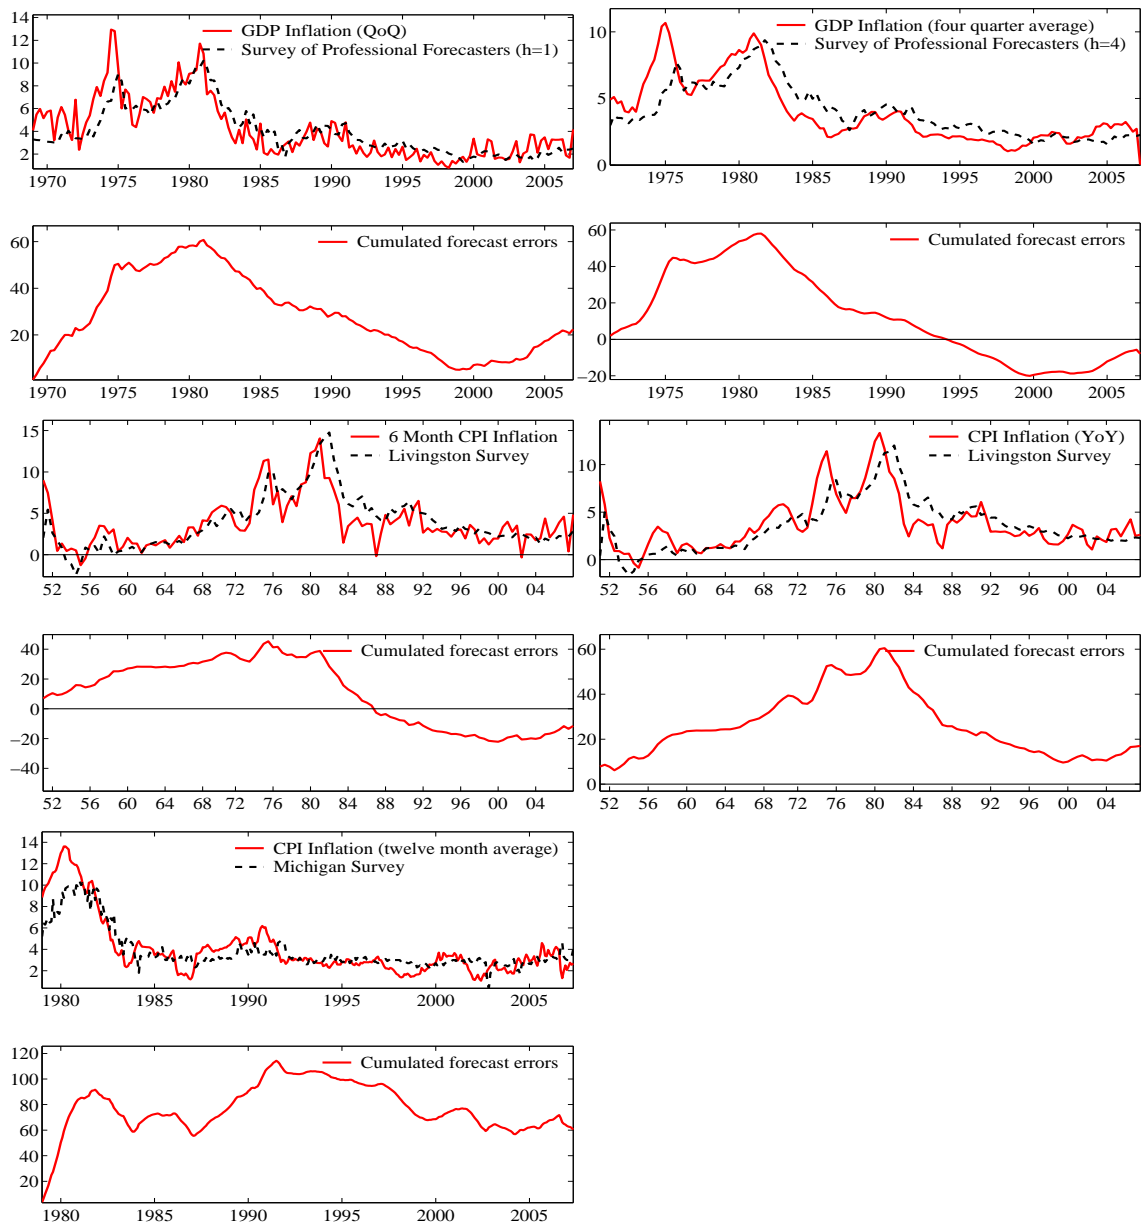 14
12
10
8
6
4
2
GDP Inflation (QoQ)
Survey of Professional Forecasters (h=1)
1970 1975 1980 1985 1990 1995 2000 2005
10
5
0
GDP Inflation (four quarter average)
Survey of Professional Forecasters (h=4)
1975 1980 1985 1990 1995 2000 2005
60
40
20
Cumulated forecast errors
1970 1975 1980 1985 1990 1995 2000 2005
60
40
20
0
−20
Cumulated forecast errors
1975 1980 1985 1990 1995 2000 2005
15
10
5
0
6 Month CPI Inflation
Livingston Survey
52 56 60 64 68 72 76 80 84 88 92 96 00 04
10
5
0
CPI Inflation (YoY)
Livingston Survey
52 56 60 64 68 72 76 80 84 88 92 96 00 04
40
20
0
−20
−40
Cumulated forecast errors
52 56 60 64 68 72 76 80 84 88 92 96 00 04
60
40
20
0
Cumulated forecast errors
52 56 60 64 68 72 76 80 84 88 92 96 00 04
14
12
10
8
6
4
2
CPI Inflation (twelve month average)
Michigan Survey
1980 1985 1990 1995 2000 2005
120
100
80
60
40
20
Cumulated forecast errors
1980 1985 1990 1995 2000 2005